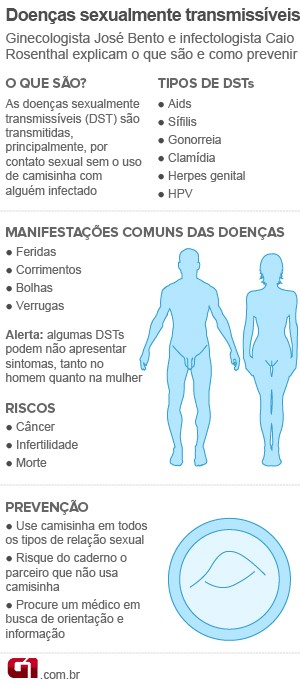 Doenças sexualmente transmissíveis
Ginecologista José Bento e infectologista Caio
Rosenthal explicam o que são e como prevenir
O QUE SÃO?
As doenças sexualmente
transmissíveis (DST) são
transmitidas,
principalmente, por
contato sexual sem o uso
de camisinha com
alguém infectado
TIPOS DE DSTs
● Aids
● Sífilis
● Gonorreia
● Clamídia
● Herpes genital
● HPV
MANIFESTAÇÕES COMUNS DAS DOENÇAS
● Feridas
● Corrimentos
● Bolhas
● Verrugas
Alerta: algumas DSTs
podem não apresentar
sintomas, tanto no
homem quanto na mulher
RISCOS
● Câncer
● Infertilidade
● Morte
PREVENÇÃO
● Use camisinha em todos
os tipos de relação sexual
● Risque do caderno o
parceiro que não usa
camisinha
● Procure um médico em
busca de orientação e
informação
G1.com.br